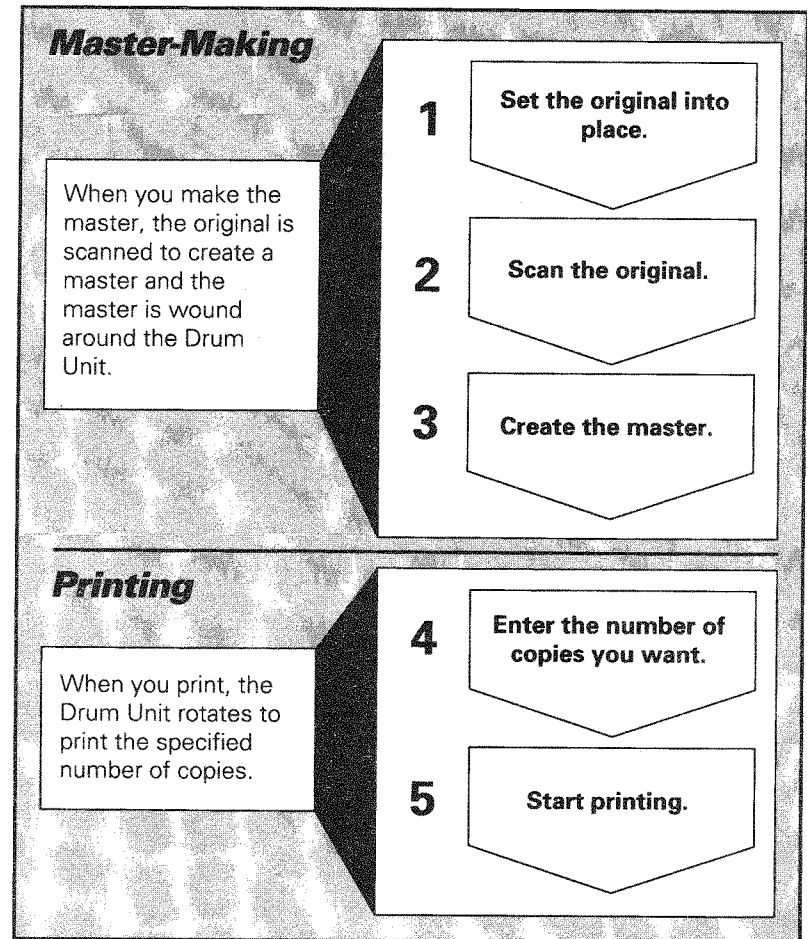 Master-Making
When you make the
master, the original is
scanned to create a
master and the
master is wound
around the Drum
Unit.
1
Set the original into
place.
2
Scan the original.
3
Create the master.
Printing
When you print, the
Drum Unit rotates to
print the specified
number of copies.
4
Enter the number of
copies you want.
5
Start printing.